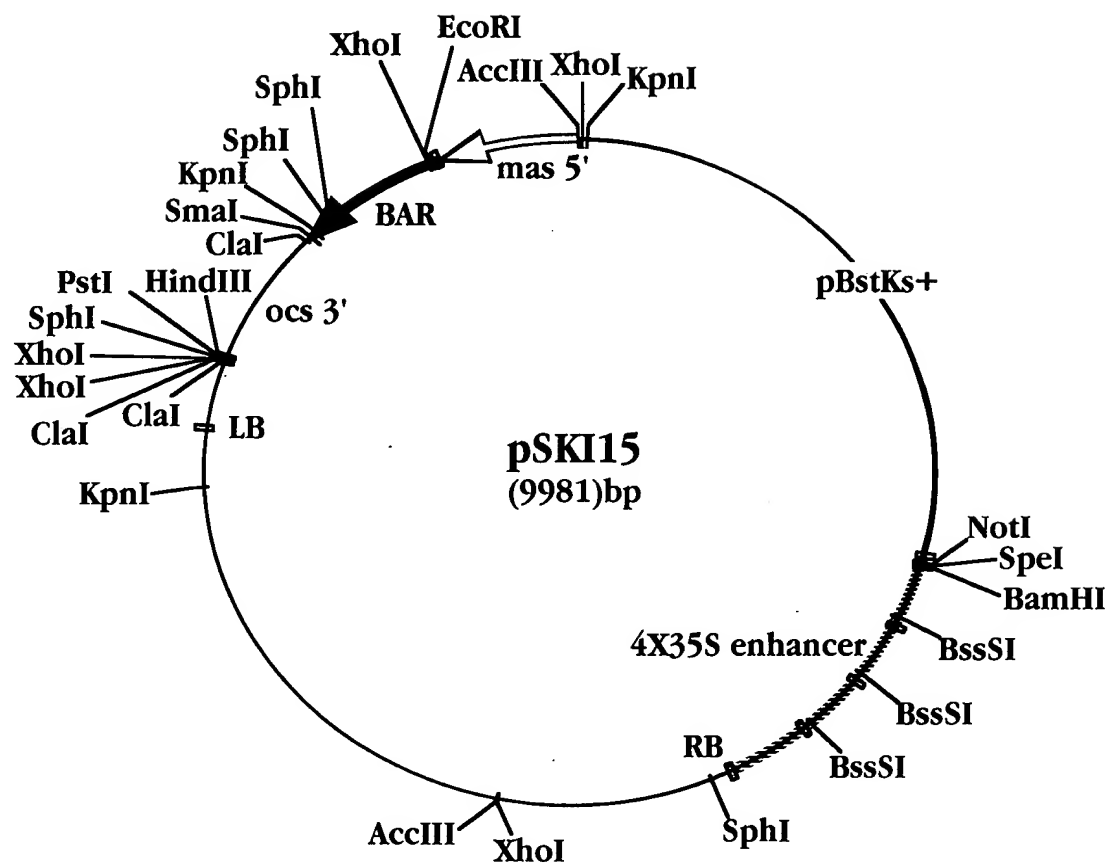 EcoRI
XhoI
AccIII
XhoI
KpnI
SphI
SphI
mas 5'
KpnI
BAR
SmaI
ClaI
PstI
HindIII
pBstKs+
ocs 3'
SphI
XhoI
XhoI
ClaI
ClaI
LB
pSKI15
(9981)bp
KpnI
NotI
SpeI
BamHI
4X35S enhancer
BssSI
BssSI
RB
BssSI
SphI
AccIII
XhoI